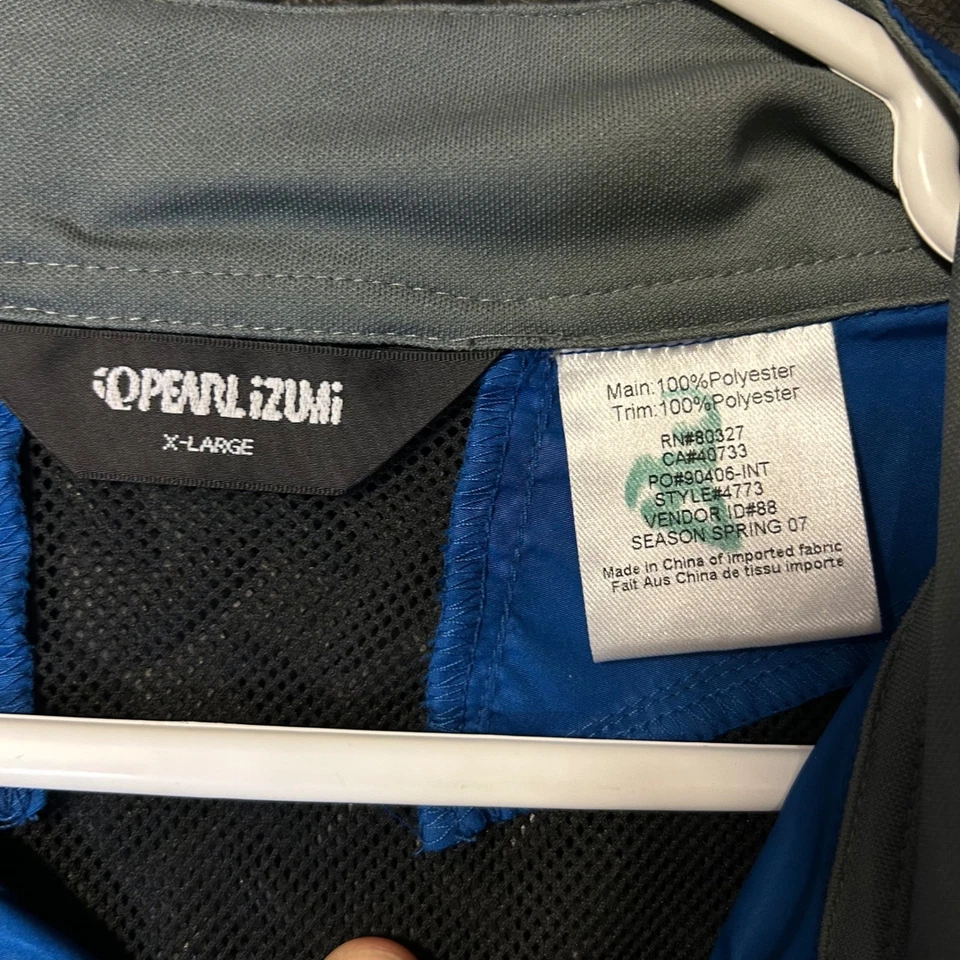 PEARL iZUMi
X-LARGE
Main:100%Polyester
Trim:100%Polyester
RN#80327
CA#40733
PO#90406-INT
STYLE#4773
VENDOR ID#88
SEASON SPRING 07
Made in China of imported fabric
Fait Aus China de tissu importe